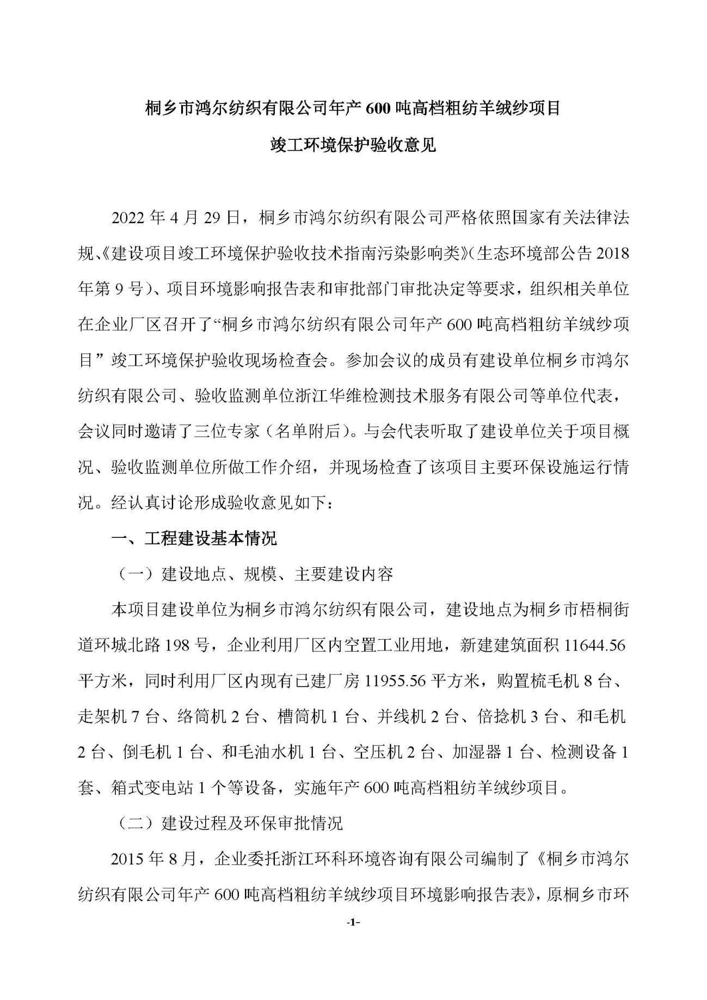 桐乡市鸿尔纺织有限公司年产 600 吨高档粗纺羊绒纱项目
竣工环境保护验收意见
2022 年 4 月 29 日，桐乡市鸿尔纺织有限公司严格依照国家有关法律法
规、《建设项目竣工环境保护验收技术指南污染影响类》（生态环境部公告 2018
年第 9 号）、项目环境影响报告表和审批部门审批决定等要求，组织相关单位
在企业厂区召开了“桐乡市鸿尔纺织有限公司年产 600 吨高档粗纺羊绒纱项
目”竣工环境保护验收现场检查会。参加会议的成员有建设单位桐乡市鸿尔
纺织有限公司、验收监测单位浙江华维检测技术服务有限公司等单位代表，
会议同时邀请了三位专家（名单附后）。与会代表听取了建设单位关于项目概
况、验收监测单位所做工作介绍，并现场检查了该项目主要环保设施运行情
况。经认真讨论形成验收意见如下：
一、工程建设基本情况
（一）建设地点、规模、主要建设内容
本项目建设单位为桐乡市鸿尔纺织有限公司，建设地点为桐乡市梧桐街
道环城北路 198 号，企业利用厂区内空置工业用地，新建建筑面积 11644.56
平方米，同时利用厂区内现有已建厂房 11955.56 平方米，购置梳毛机 8 台、
走架机 7 台、络筒机 2 台、槽筒机 1 台、并线机 2 台、倍捻机 3 台、和毛机
2 台、倒毛机 1 台、和毛油水机 1 台、空压机 2 台、加湿器 1 台、检测设备 1
套、箱式变电站 1 个等设备，实施年产 600 吨高档粗纺羊绒纱项目。
（二）建设过程及环保审批情况
2015 年 8 月，企业委托浙江环科环境咨询有限公司编制了《桐乡市鸿尔
纺织有限公司年产 600 吨高档粗纺羊绒纱项目环境影响报告表》，原桐乡市环
-1-